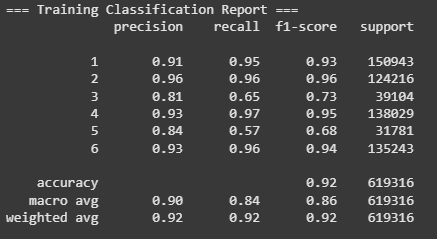 === Training Classification Report ===
precision recall f1-score support
1 0.91 0.95 0.93 150943
2 0.96 0.96 0.96 124216
3 0.81 0.65 0.73 39104
4 0.93 0.97 0.95 138029
5 0.84 0.57 0.68 31781
6 0.93 0.96 0.94 135243
accuracy 0.92 619316
macro avg 0.90 0.84 0.86 619316
weighted avg 0.92 0.92 0.92 619316